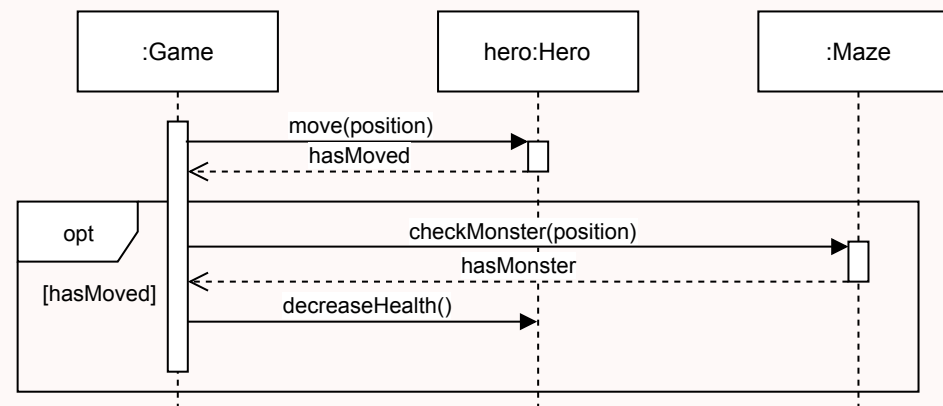 :Game
hero:Hero
:Maze
move(position)
hasMoved
opt
checkMonster(position)
hasMonster
[hasMoved]
decreaseHealth()